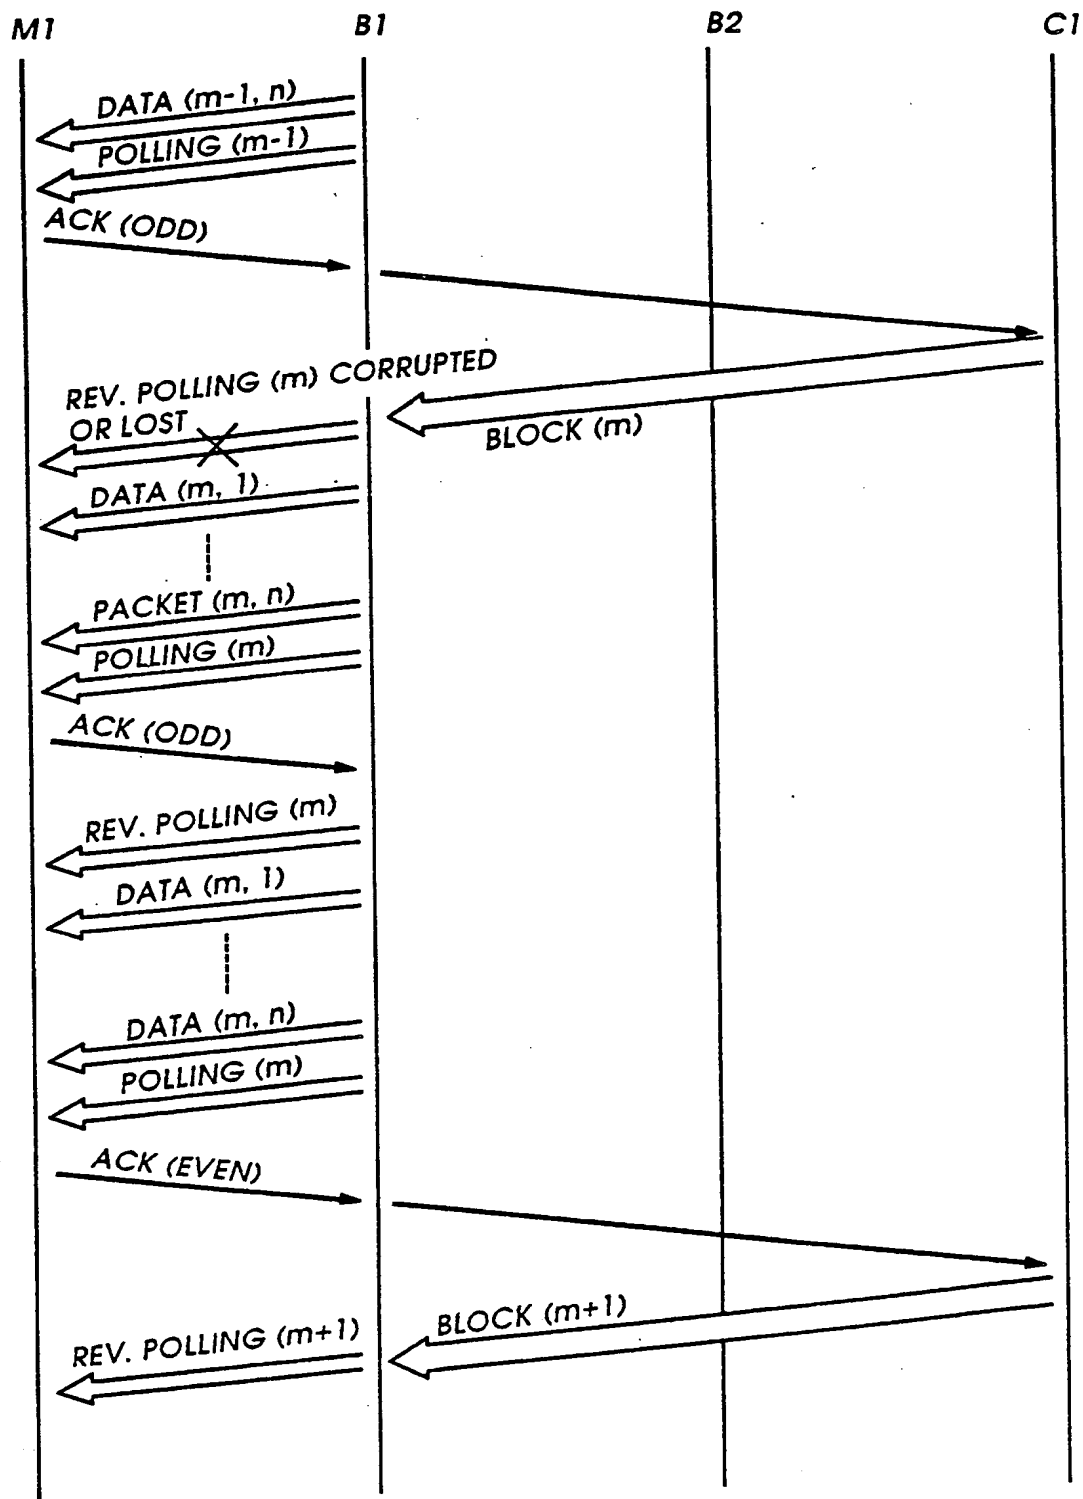 M1 B1 B2 C1
DATA (m-1, n)
POLLING (m-1)
ACK (ODD)
REV. POLLING (m) CORRUPTED
OR LOST
BLOCK (m)
DATA (m, 1)
PACKET (m, n)
POLLING (m)
ACK (ODD)
REV. POLLING (m)
DATA (m, 1)
DATA (m, n)
POLLING (m)
ACK (EVEN)
BLOCK (m+1)
REV. POLLING (m+1)